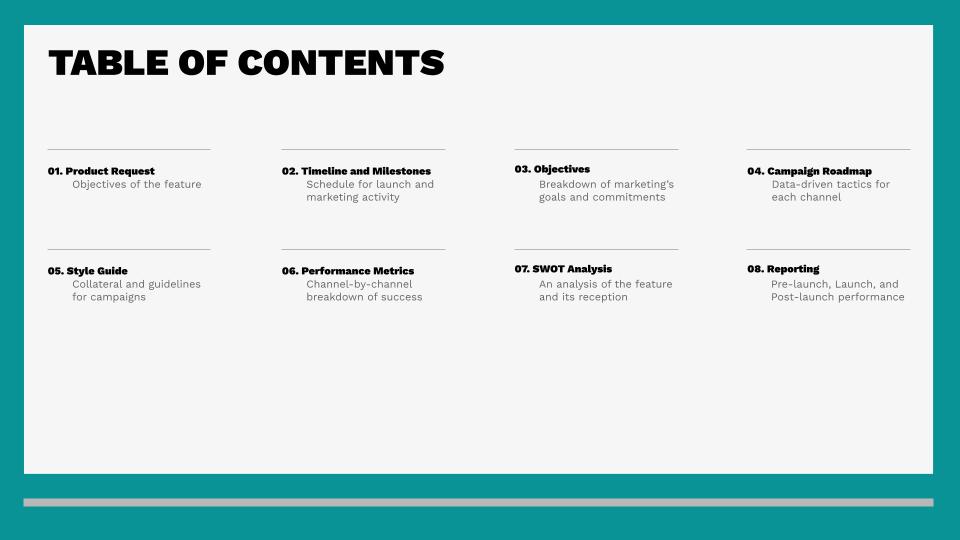 TABLE OF CONTENTS
01. Product Request
Objectives of the feature
02. Timeline and Milestones
Schedule for launch and
marketing activity
03. Objectives
Breakdown of marketing's
goals and commitments
04. Campaign Roadmap
Data-driven tactics for
each channel
05. Style Guide
Collateral and guidelines
for campaigns
06. Performance Metrics
Channel-by-channel
breakdown of success
07. SWOT Analysis
An analysis of the feature
and its reception
08. Reporting
Pre-launch, Launch, and
Post-launch performance